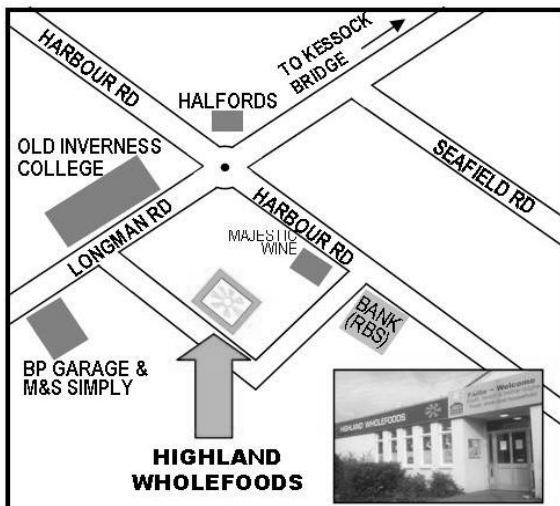 HARBOUR RD
TO KESSOCK
BRIDGE
HALFORDS
OLD INVERNESS
COLLEGE
SEAFIELD RD
LONGMAN RD
HARBOUR RD
MAJESTIC
WINE
BANK
(RBS)
BP GARAGE &
M&S SIMPLY
HIGHLAND
WHOLEFOODS
Fàilte ~ Welcome
HIGHLAND WHOLEFOODS